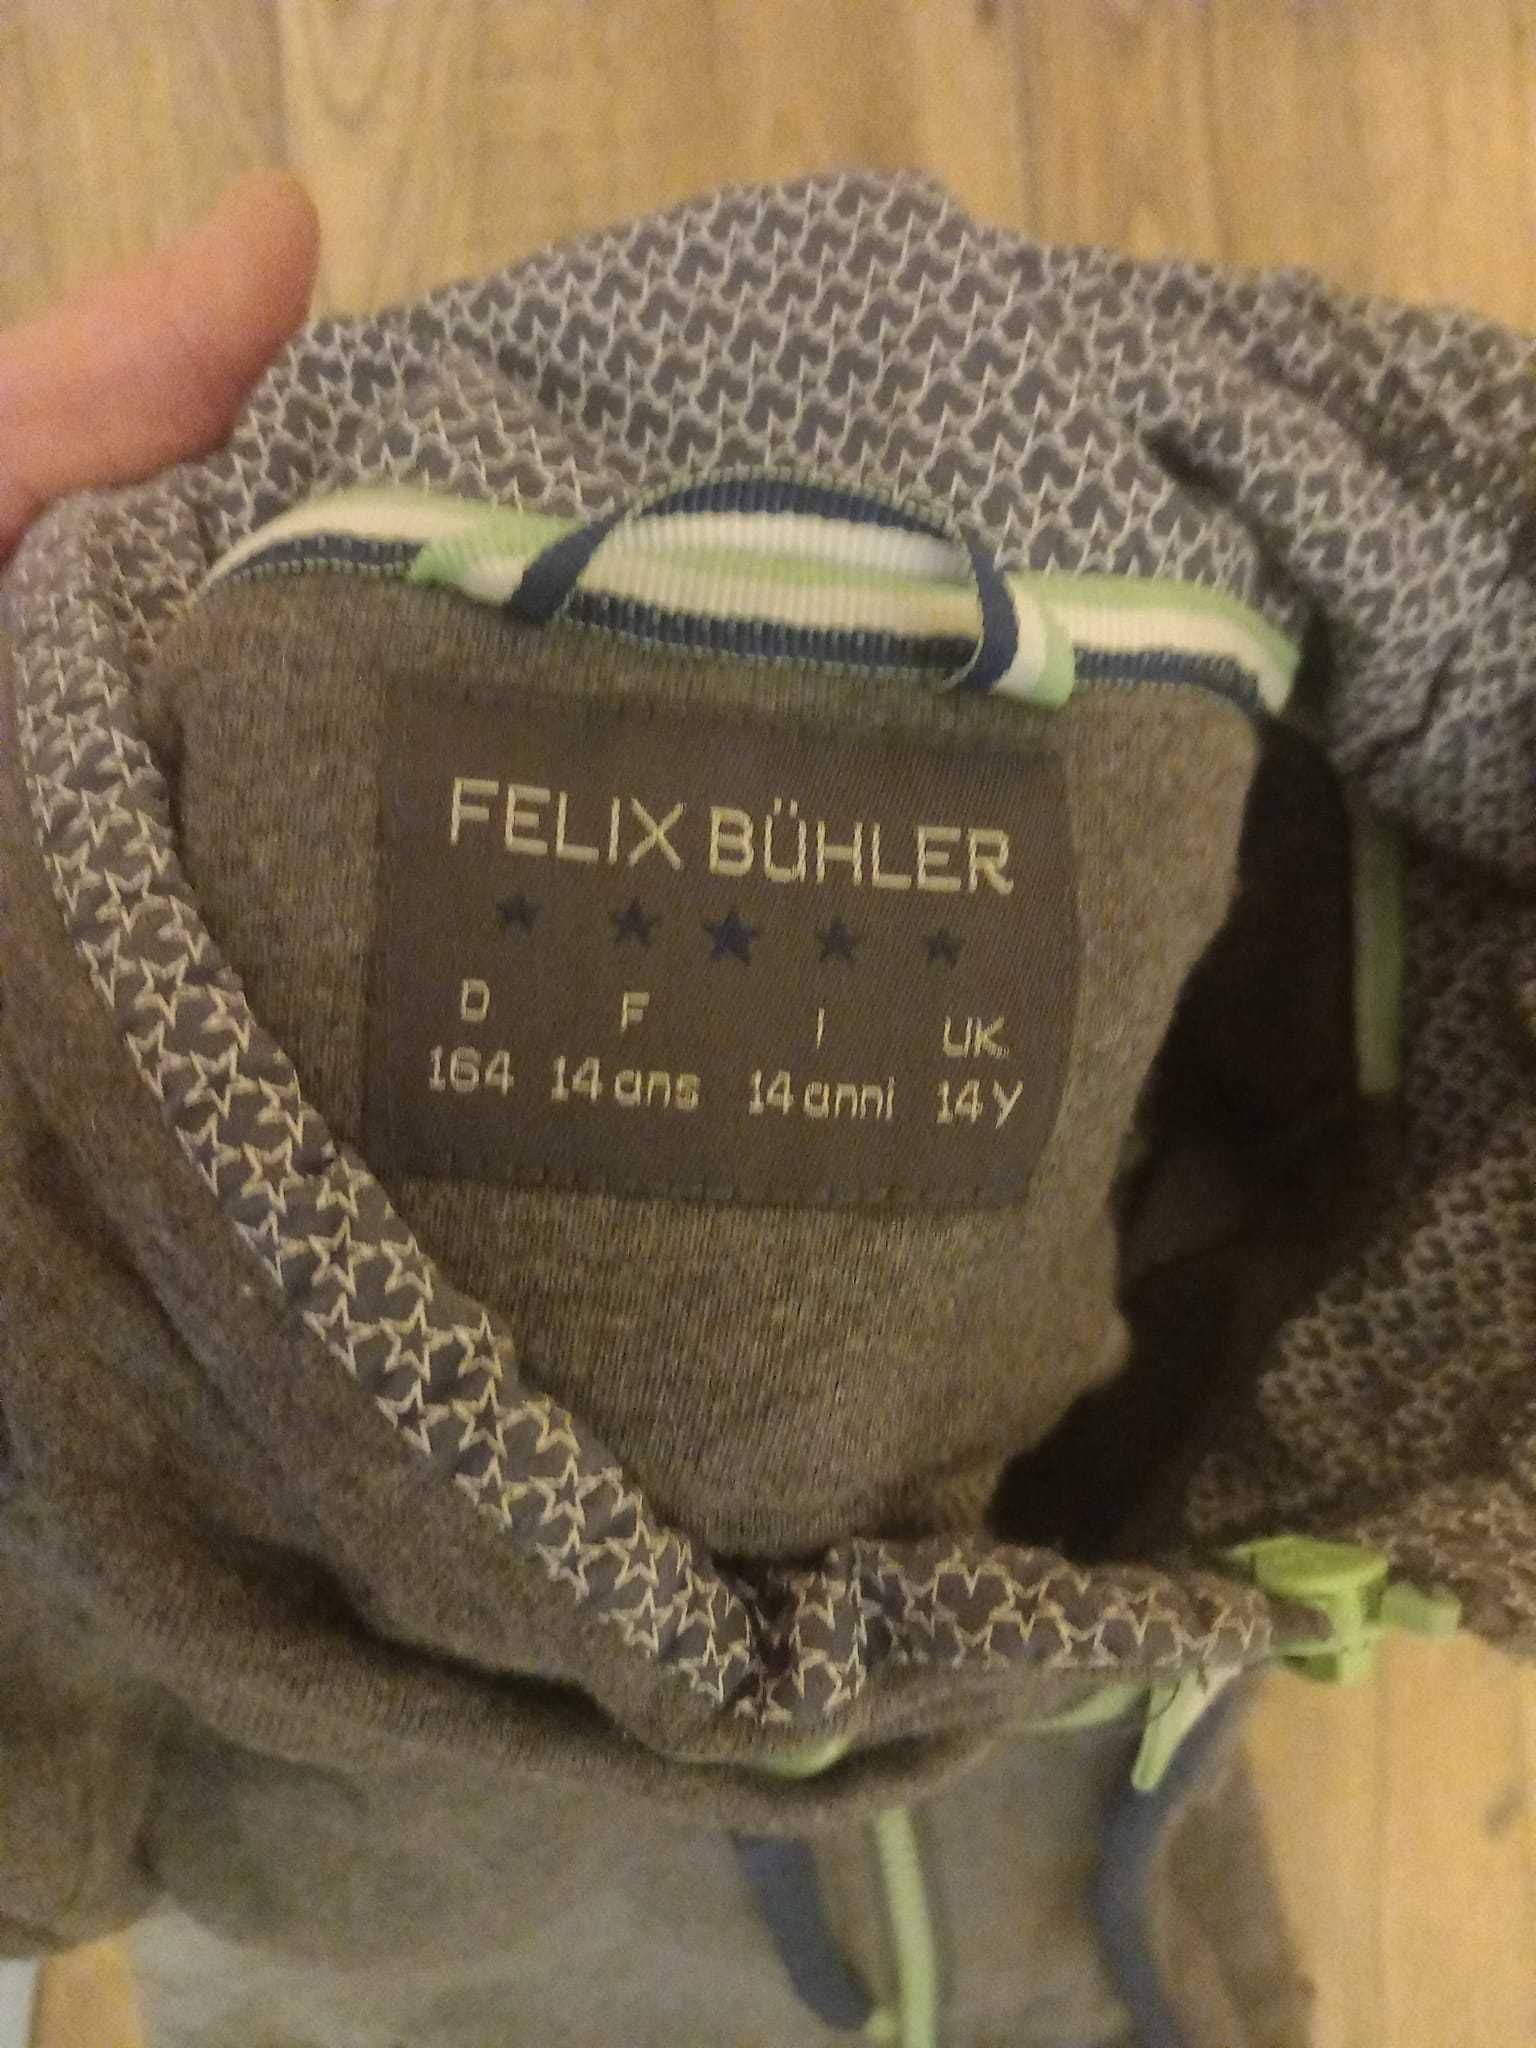 FELIX BÜHLER
D F I UK
164 14 ans 14 anni 14 y